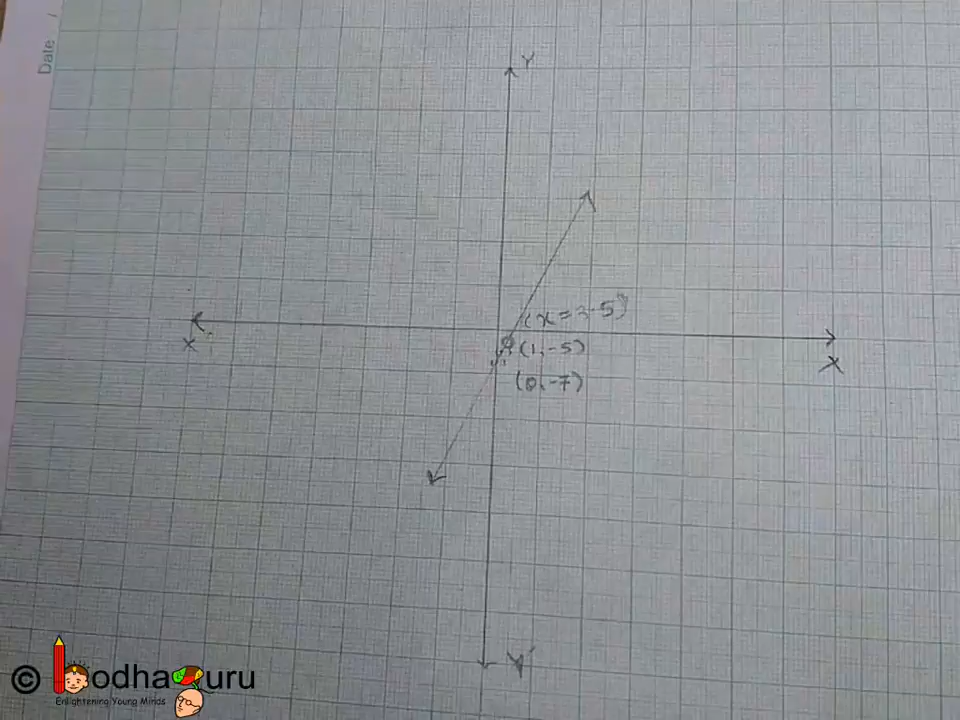 Date /
Y
(x = 3.5)
X
(1, -5)
X
(0, -7)
Y'
© BodhaGuru
Enlightening Young Minds